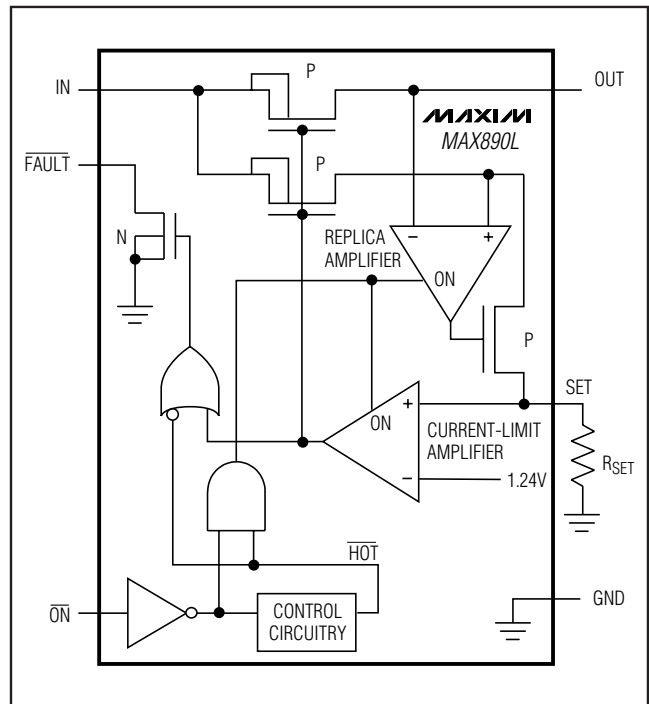 P
IN
OUT
MAXIM
MAX890L
FAULT
P
N
REPLICA
AMPLIFIER
-
+
ON
P
SET
+
ON
CURRENT-LIMIT
AMPLIFIER
-
1.24V
RSET
HOT
ON
CONTROL
CIRCUITRY
GND